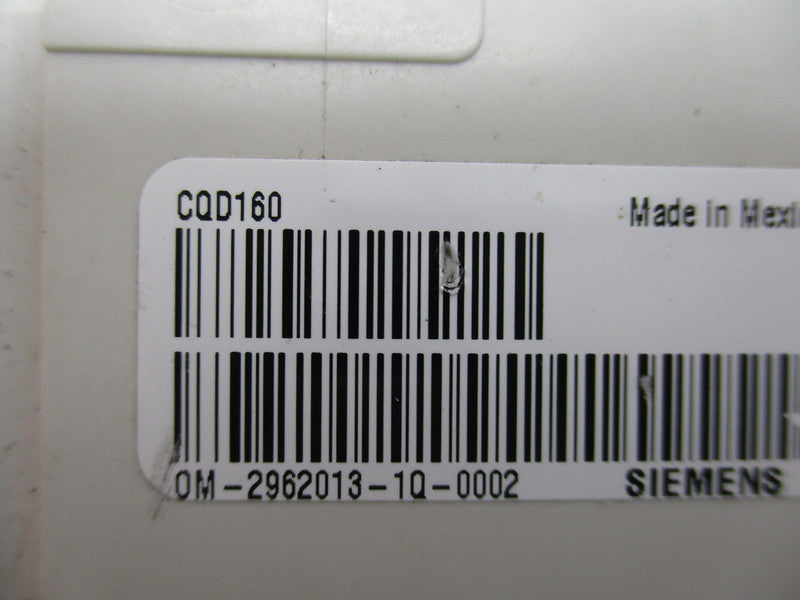 CQD160
Made in Mexi
OM-2962013-1Q-0002
SIEMENS